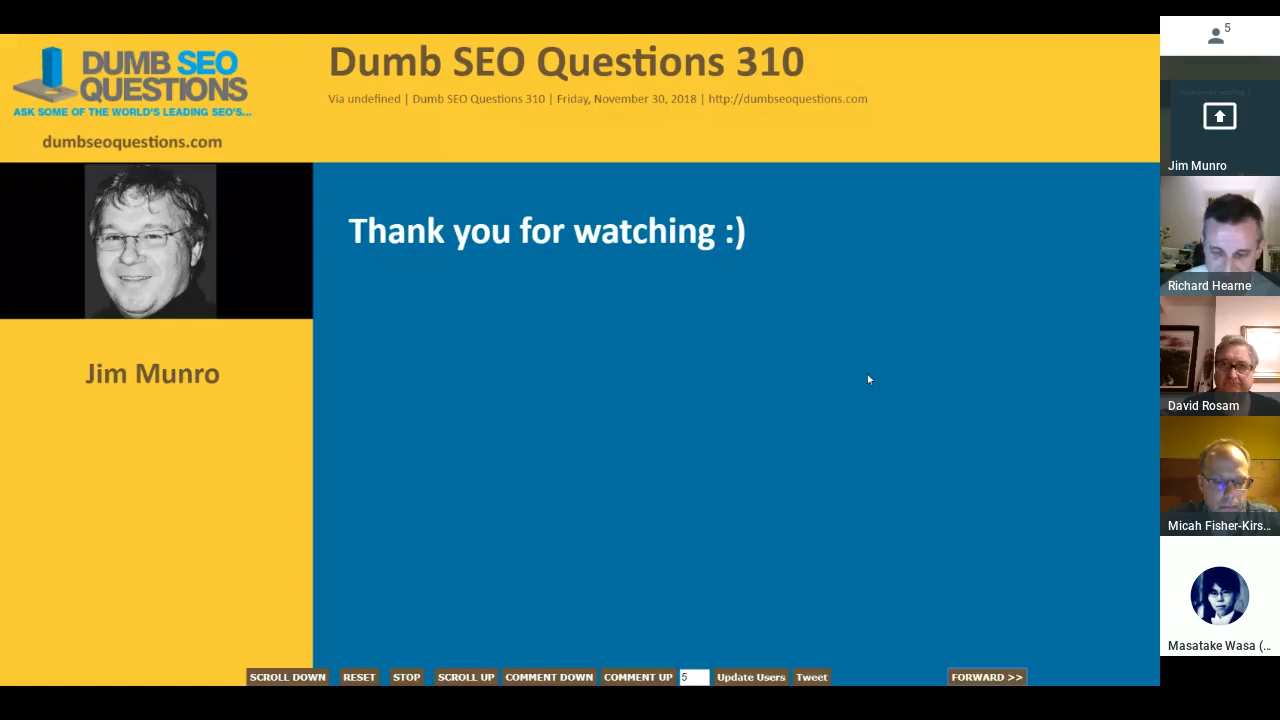 DUMB SEO
QUESTIONS
ASK SOME OF THE WORLD'S LEADING SEO'S...
dumbseoquestions.com
Dumb SEO Questions 310
Via undefined | Dumb SEO Questions 310 | Friday, November 30, 2018 | http://dumbseoquestions.com
Jim Munro
Thank you for watching :)
SCROLL DOWN RESET STOP SCROLL UP COMMENT DOWN COMMENT UP 5 Update Users Tweet FORWARD >>
5
Jim Munro
Richard Hearne
David Rosam
Micah Fisher-Kirs...
Masatake Wasa (...